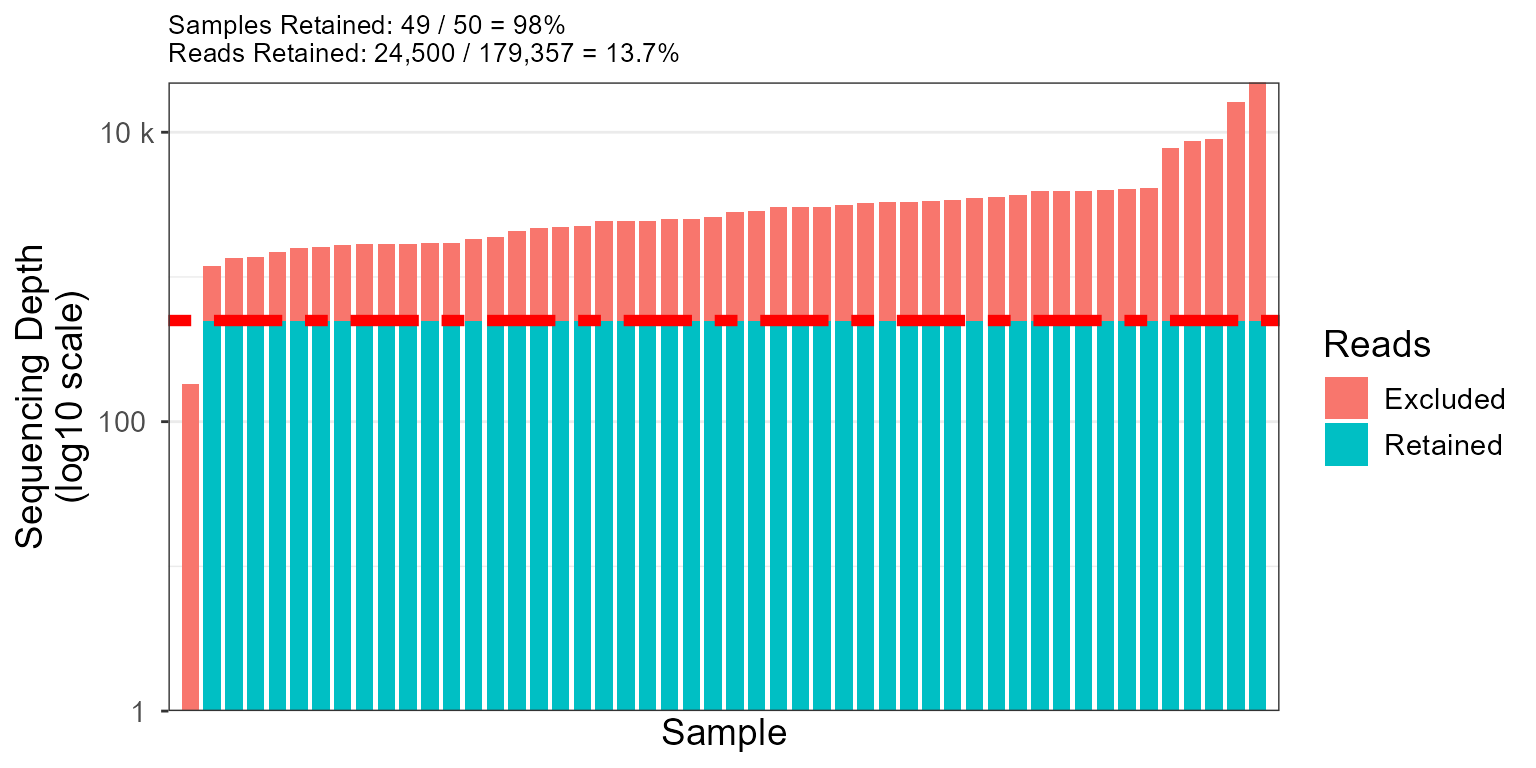 Samples Retained: 49 / 50 = 98%
Reads Retained: 24,500 / 179,357 = 13.7%
10 k
100
1
Sequencing Depth
(log10 scale)
Sample
Reads
Excluded
Retained